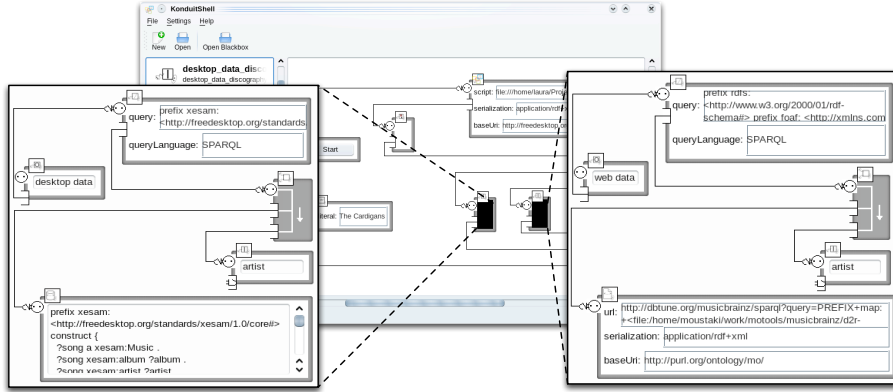 KonduitShell
File Settings Help
New Open Open Blackbox
desktop_data_disc
desktop_data_discograph
script: file:///home/laura/Proj
serialization: application/rdf
baseUri: http://freedesktop.or
Start
literal: The Cardigans
query: prefix xesam:
<http://freedesktop.org/standards
queryLanguage: SPARQL
desktop data
artist
prefix xesam:
<http://freedesktop.org/standards/xesam/1.0/core#>
construct {
?song a xesam:Music .
?song xesam:album ?album .
?song xesam:artist ?artist
prefix rdfs:
query: <http://www.w3.org/2000/01/rdf-
schema#> prefix foaf: <http://xmlns.com
queryLanguage: SPARQL
web data
artist
url: http://dbtune.org/musicbrainz/sparql?query=PREFIX+map:
+<file:/home/moustaki/work/motools/musicbrainz/d2r-
serialization: application/rdf+xml
baseUri: http://purl.org/ontology/mo/